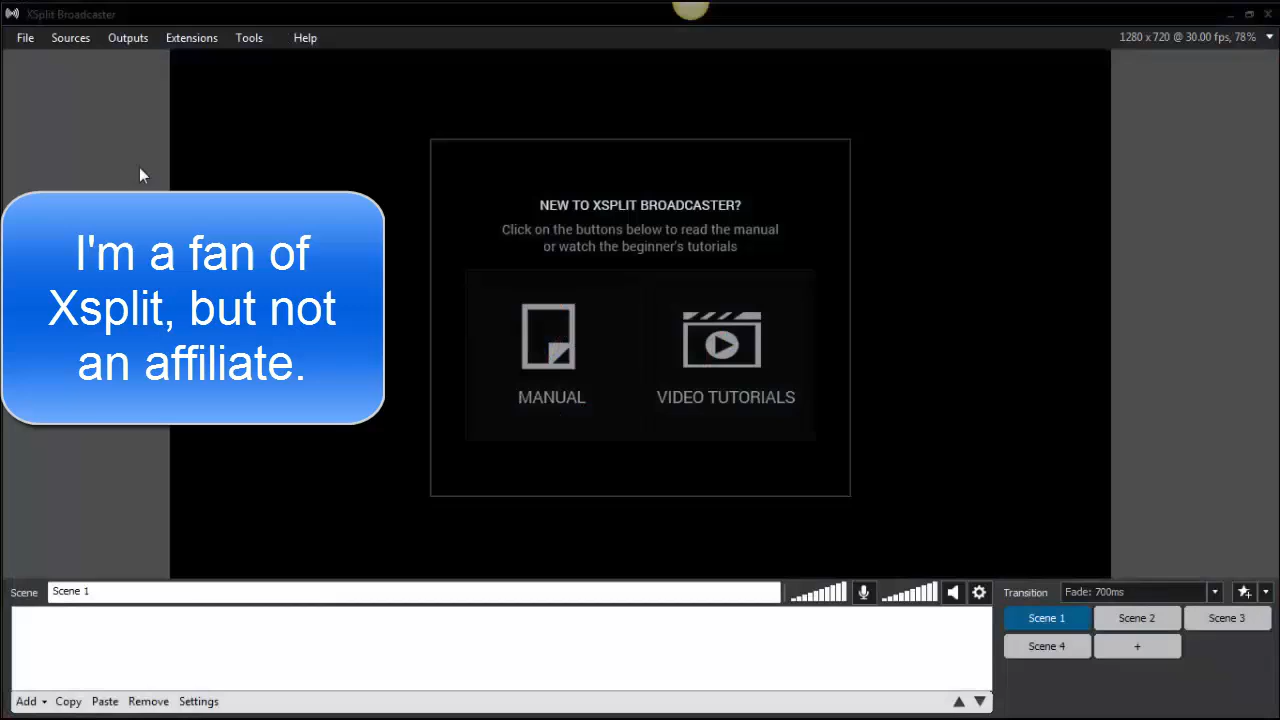 XSplit Broadcaster
File Sources Outputs Extensions Tools Help 1280 x 720 @ 30.00 fps, 78%
I'm a fan of
Xsplit, but not
an affiliate.
NEW TO XSPLIT BROADCASTER?
Click on the buttons below to read the manual
or watch the beginner's tutorials
MANUAL VIDEO TUTORIALS
Scene Scene 1 Transition Fade: 700ms
Scene 1 Scene 2 Scene 3
Scene 4 +
Add Copy Paste Remove Settings